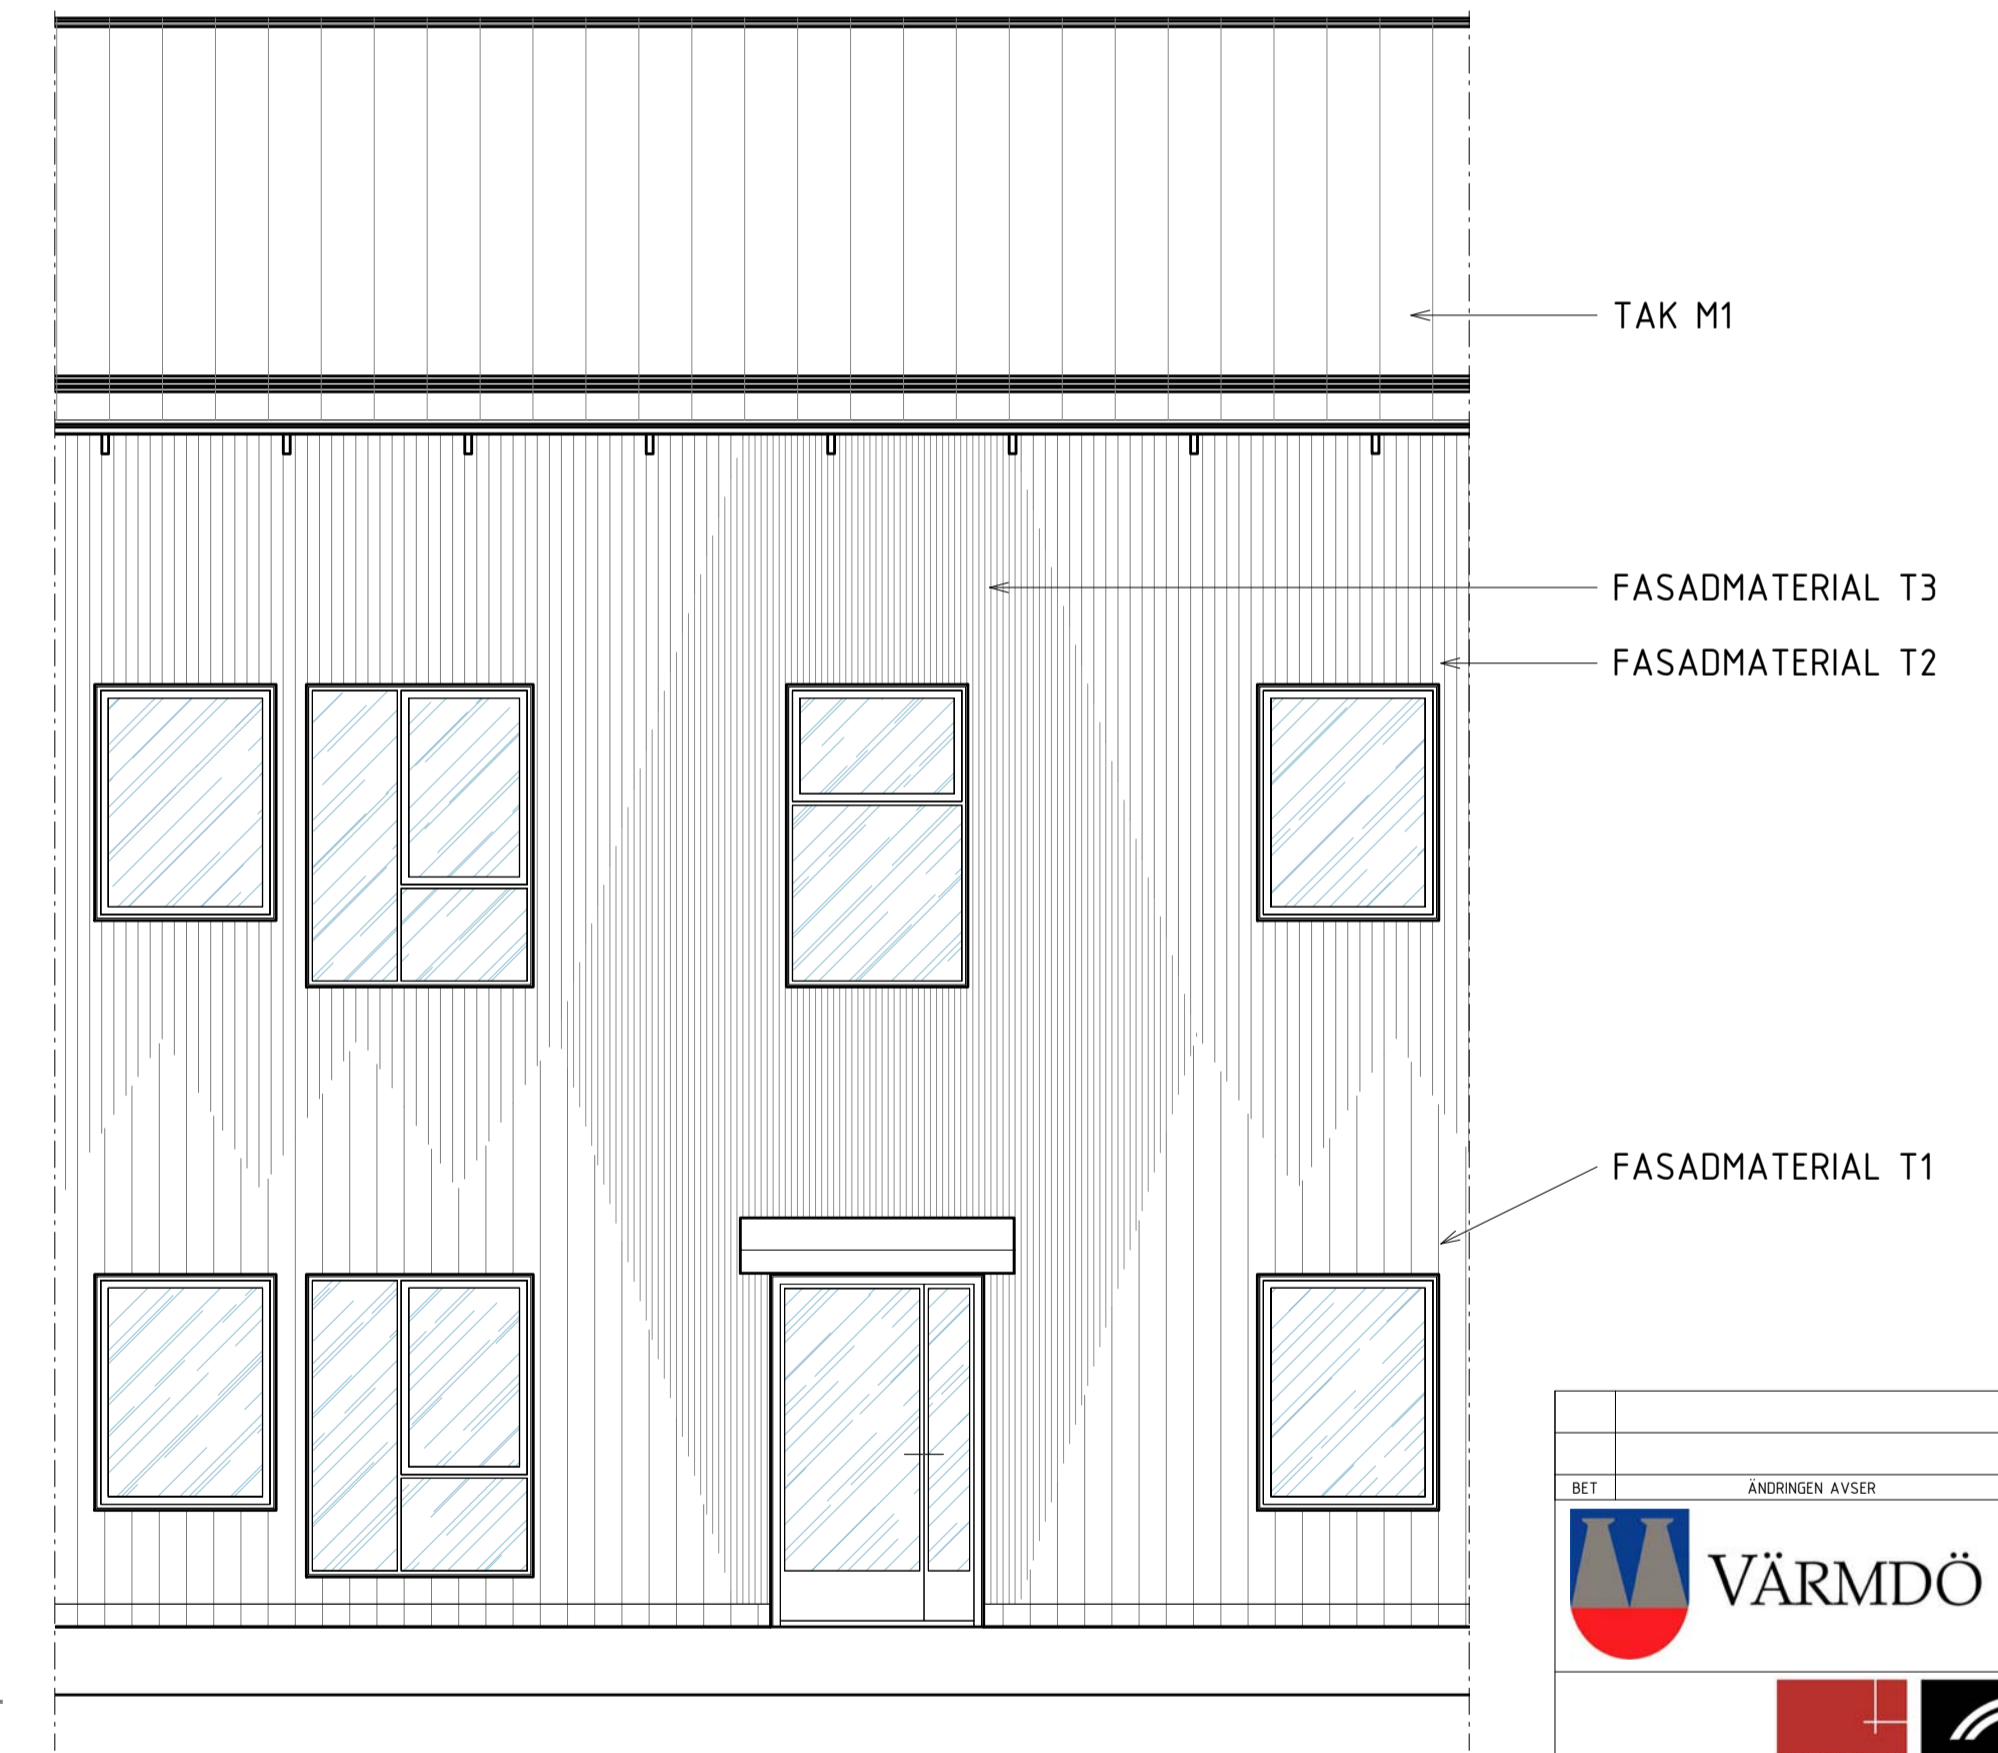 TAK M1
FASADMATERIAL T3
FASADMATERIAL T2
FASADMATERIAL T1
BET ÄNDRINGEN AVSER
VÄRMDÖ